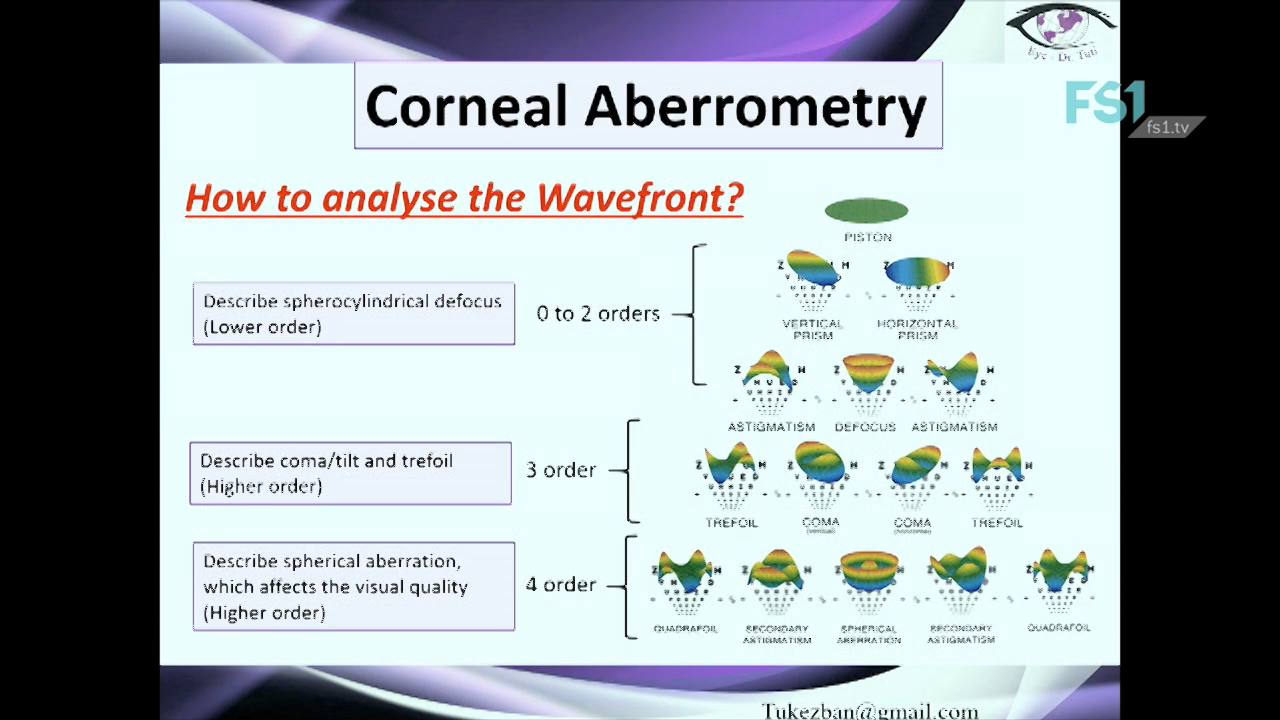 Eye - Dr. Tub
Corneal Aberrometry
FS1
fs1.tv
How to analyse the Wavefront?
PISTON
Describe spherocylindrical defocus
(Lower order)
0 to 2 orders
VERTICAL PRISM
HORIZONTAL PRISM
ASTIGMATISM DEFOCUS ASTIGMATISM
Describe coma/tilt and trefoil
(Higher order)
3 order
TREFOIL COMA COMA TREFOIL
Describe spherical aberration,
which affects the visual quality
(Higher order)
4 order
QUADRAFOIL
SECONDARY ASTIGMATISM
SPHERICAL ABERRATION
SECONDARY ASTIGMATISM
QUADRAFOIL
Tukezban@gmail.com